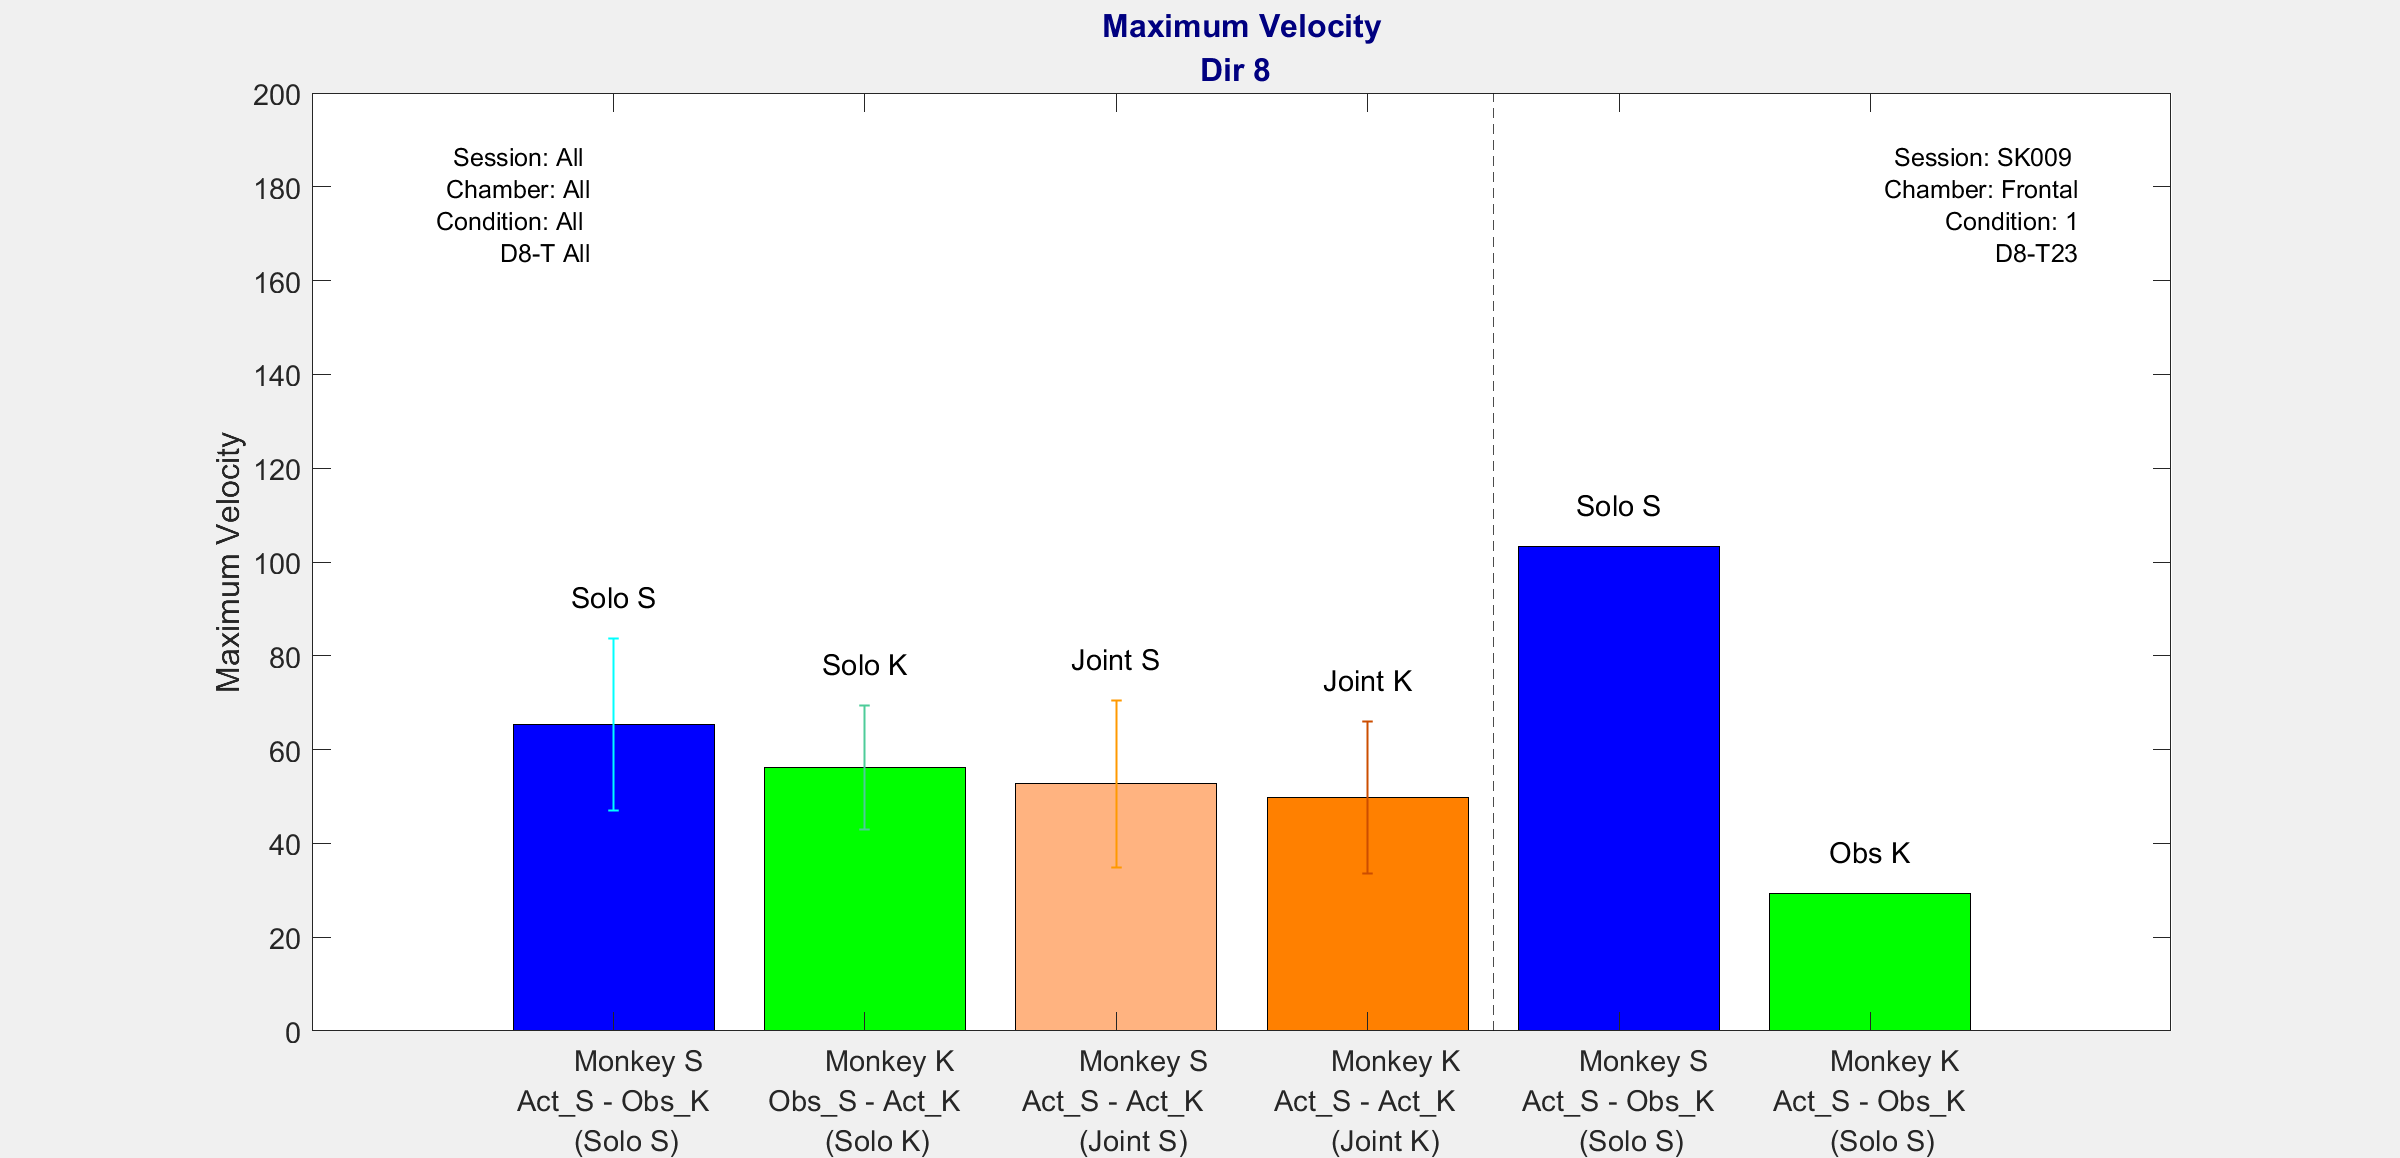 Maximum Velocity
Dir 8
Session: All
Chamber: All
Condition: All
D8-T All
Session: SK009
Chamber: Frontal
Condition: 1
D8-T23
Maximum Velocity
200
180
160
140
120
100
80
60
40
20
0
Solo S
Solo K
Joint S
Joint K
Solo S
Obs K
Monkey S
Act_S - Obs_K
(Solo S)
Monkey K
Obs_S - Act_K
(Solo K)
Monkey S
Act_S - Act_K
(Joint S)
Monkey K
Act_S - Act_K
(Joint K)
Monkey S
Act_S - Obs_K
(Solo S)
Monkey K
Act_S - Obs_K
(Solo S)